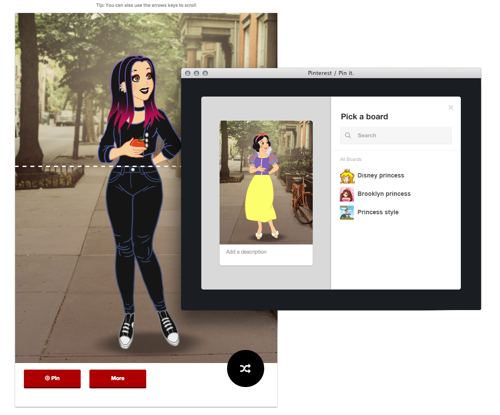 Tip: You can also use the arrows keys to scroll.
Pinterest / Pin it.
Pick a board
Search
All Boards
Disney princess
Brooklyn princess
Princess style
Add a description
Pin
More